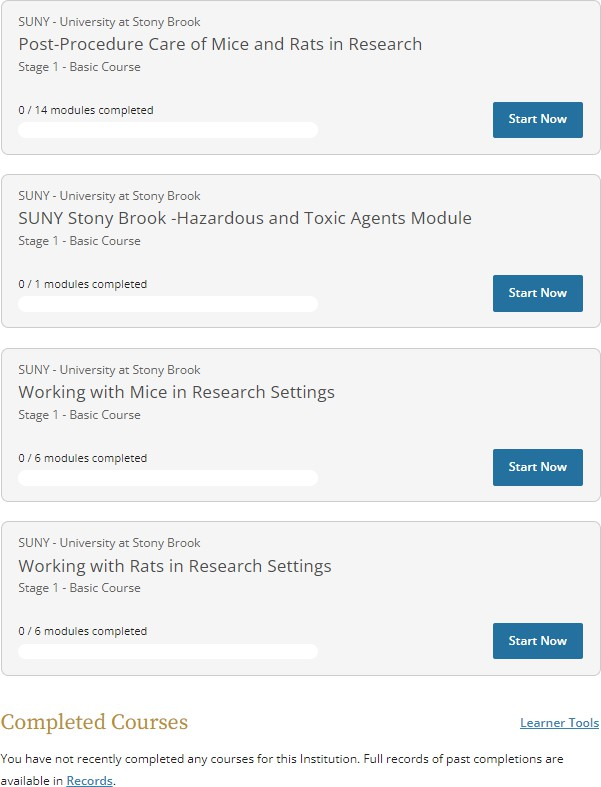 SUNY - University at Stony Brook
Post-Procedure Care of Mice and Rats in Research
Stage 1 - Basic Course
0 / 14 modules completed
Start Now
SUNY - University at Stony Brook
SUNY Stony Brook -Hazardous and Toxic Agents Module
Stage 1 - Basic Course
0 / 1 modules completed
Start Now
SUNY - University at Stony Brook
Working with Mice in Research Settings
Stage 1 - Basic Course
0 / 6 modules completed
Start Now
SUNY - University at Stony Brook
Working with Rats in Research Settings
Stage 1 - Basic Course
0 / 6 modules completed
Start Now
Completed Courses
Learner Tools
You have not recently completed any courses for this Institution. Full records of past completions are
available in Records.